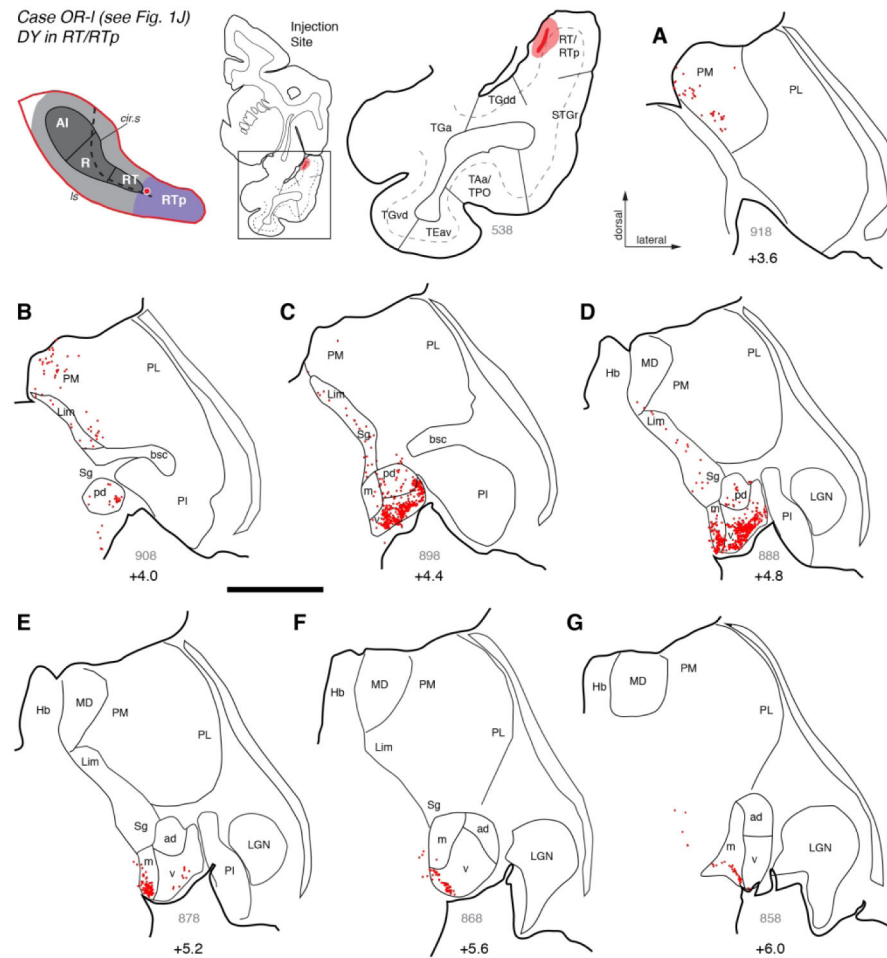 Case OR-l (see Fig. 1J)
DY in RT/RTp
AI
R
RT
RTp
cir.s
ls
Injection
Site
RT/
RTp
TGdd
STGr
TGa
TAa/
TPO
TGvd
TEav
538
dorsal
lateral
A
PM
PL
918
+3.6
B
PM
PL
Lim
bsc
Sg
pd
PI
908
+4.0
C
PM
PL
Lim
Sg
bsc
pd
m
v
PI
898
+4.4
D
Hb
MD
PM
PL
Lim
Sg
pd
m
v
PI
LGN
888
+4.8
E
Hb
MD
PM
PL
Lim
Sg
ad
m
v
PI
LGN
878
+5.2
F
Hb
MD
PM
PL
Lim
Sg
ad
m
v
LGN
868
+5.6
G
Hb
MD
PM
PL
ad
m
v
LGN
858
+6.0